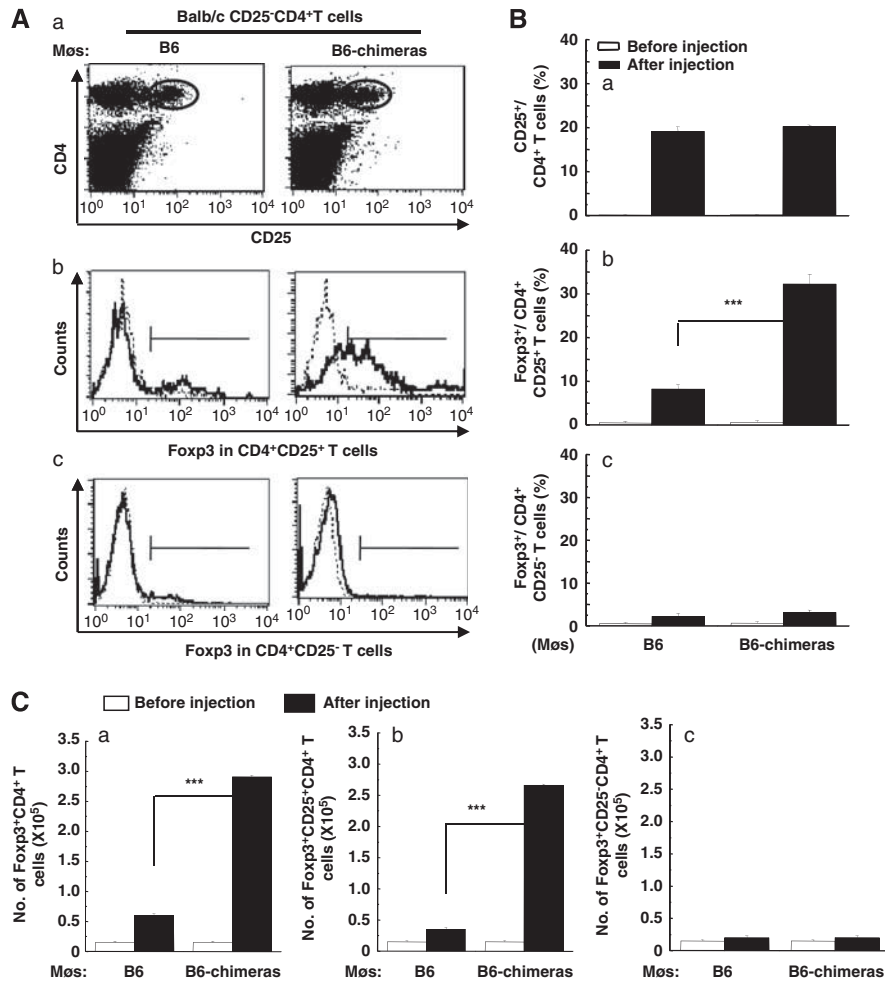 A
a
Balb/c CD25⁻CD4⁺T cells
Møs: B6 B6-chimeras
CD4
10⁰ 10¹ 10² 10³ 10⁴ 10⁰ 10¹ 10² 10³ 10⁴
CD25
b
Counts
10⁰ 10¹ 10² 10³ 10⁴ 10⁰ 10¹ 10² 10³ 10⁴
Foxp3 in CD4⁺CD25⁺ T cells
c
Counts
10⁰ 10¹ 10² 10³ 10⁴ 10⁰ 10¹ 10² 10³ 10⁴
Foxp3 in CD4⁺CD25⁻ T cells
B
Before injection
After injection
a
CD25⁺/
CD4⁺ T cells (%)
40
30
20
10
0
b
Foxp3⁺/ CD4⁺
CD25⁺ T cells (%)
40
30
20
10
0
***
c
Foxp3⁺/ CD4⁺
CD25⁻ T cells (%)
40
30
20
10
0
(Møs) B6 B6-chimeras
C
Before injection After injection
a
No. of Foxp3⁺CD4⁺ T
cells (X10⁵)
3.5
3.0
2.5
2.0
1.5
1.0
0.5
0
***
Møs: B6 B6-chimeras
b
No. of Foxp3⁺CD25⁺CD4⁺ T
cells (X10⁵)
3.5
3.0
2.5
2.0
1.5
1.0
0.5
0
***
Møs: B6 B6-chimeras
c
No. of Foxp3⁺CD25⁻CD4⁺ T
cells (X10⁵)
3.5
3.0
2.5
2.0
1.5
1.0
0.5
0
Møs: B6 B6-chimeras